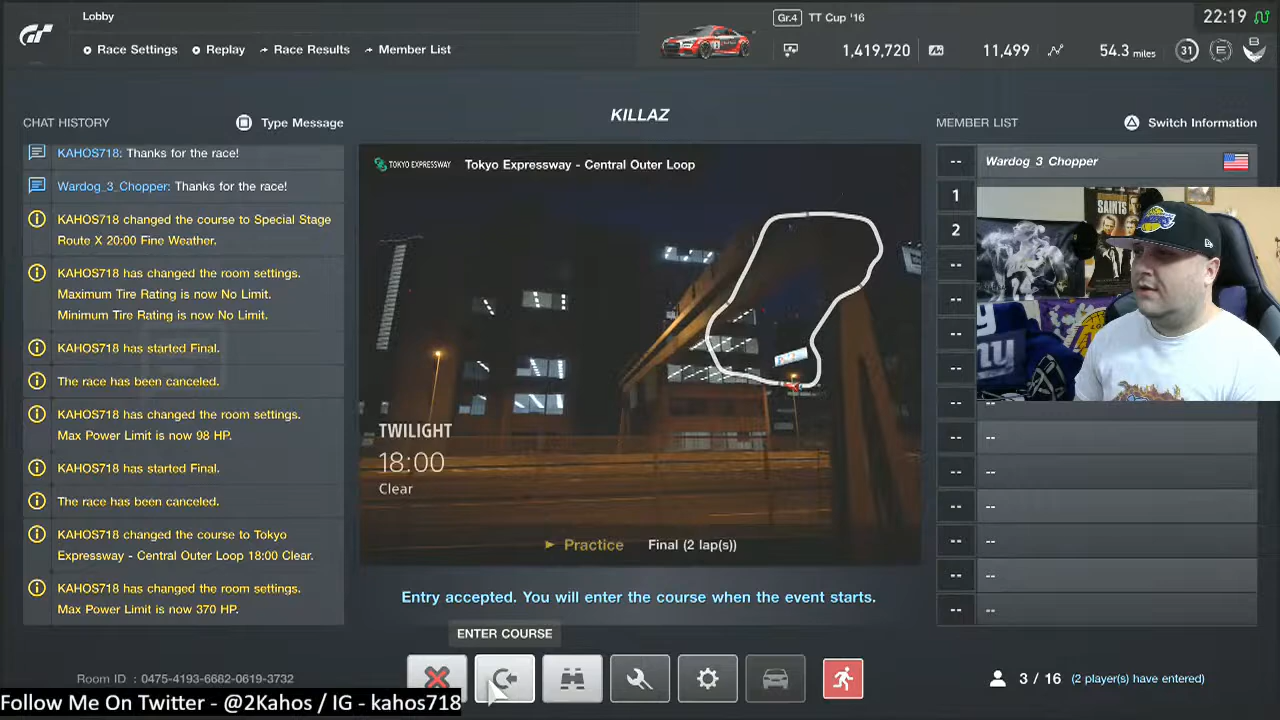 Lobby
Race Settings
Replay
Race Results
Member List
Gr.4 TT Cup '16
1,419,720
11,499
54.3 miles
31
E
B
22:19
KILLAZ
CHAT HISTORY
Type Message
KAHOS718: Thanks for the race!
Wardog_3_Chopper: Thanks for the race!
KAHOS718 changed the course to Special Stage
Route X 20:00 Fine Weather.
KAHOS718 has changed the room settings.
Maximum Tire Rating is now No Limit.
Minimum Tire Rating is now No Limit.
KAHOS718 has started Final.
The race has been canceled.
KAHOS718 has changed the room settings.
Max Power Limit is now 98 HP.
KAHOS718 has started Final.
The race has been canceled.
KAHOS718 changed the course to Tokyo
Expressway - Central Outer Loop 18:00 Clear.
KAHOS718 has changed the room settings.
Max Power Limit is now 370 HP.
TOKYO EXPRESSWAY
Tokyo Expressway - Central Outer Loop
TWILIGHT
18:00
Clear
Practice
Final (2 lap(s))
Entry accepted. You will enter the course when the event starts.
ENTER COURSE
MEMBER LIST
Switch Information
-- Wardog_3_Chopper
1
2
--
--
--
--
--
-- --
-- --
-- --
-- --
-- --
-- --
SAINTS
ny
Room ID : 0475-4193-6682-0619-3732
3 / 16 (2 player(s) have entered)
Follow Me On Twitter - @2Kahos / IG - kahos718